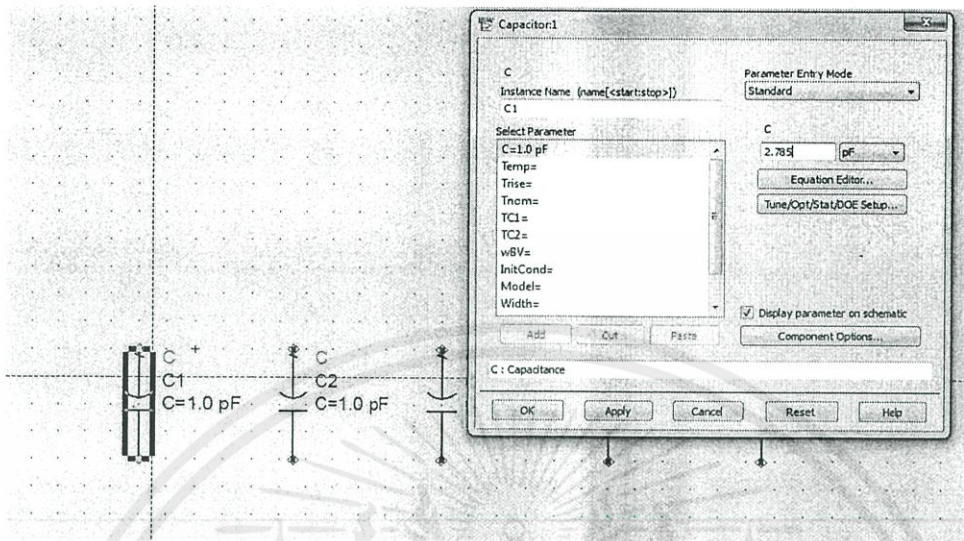 Capacitor:1
C
Instance Name (name[<start:stop>])
C1
Select Parameter
C=1.0 pF
Temp=
Trise=
Tnom=
TC1=
TC2=
wBV=
InitCond=
Model=
Width=
Add
Cut
Paste
Parameter Entry Mode
Standard
C
2.785
pF
Equation Editor...
Tune/Opt/Stat/DOE Setup...
Display parameter on schematic
Component Options...
C : Capacitance
OK
Apply
Cancel
Reset
Help
C
C1
C=1.0 pF
C
C2
C=1.0 pF